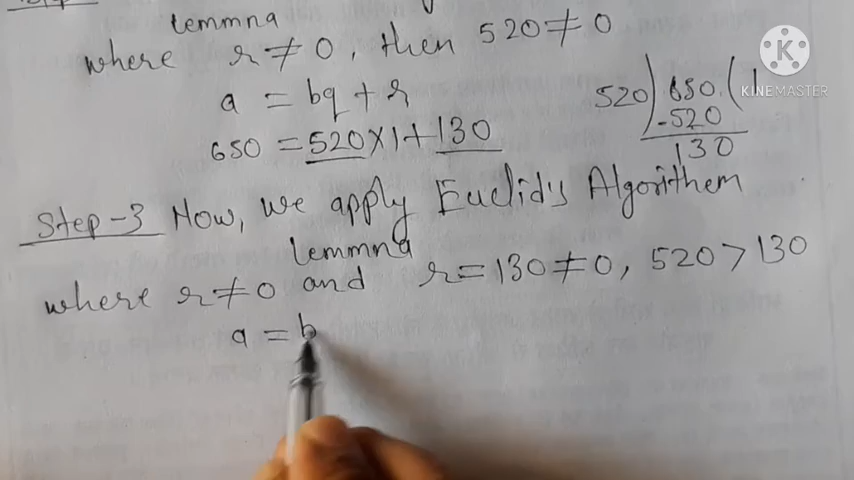 lemmna
where r ≠ 0, then 520 ≠ 0
a = bq + r
650 = 520 × 1 + 130
520 ) 650 ( 1
-520
130
Step-3 Now, we apply Euclid's Algorithem
lemmna
where r ≠ 0 and r = 130 ≠ 0, 520 > 130
a = b
KINEMASTER